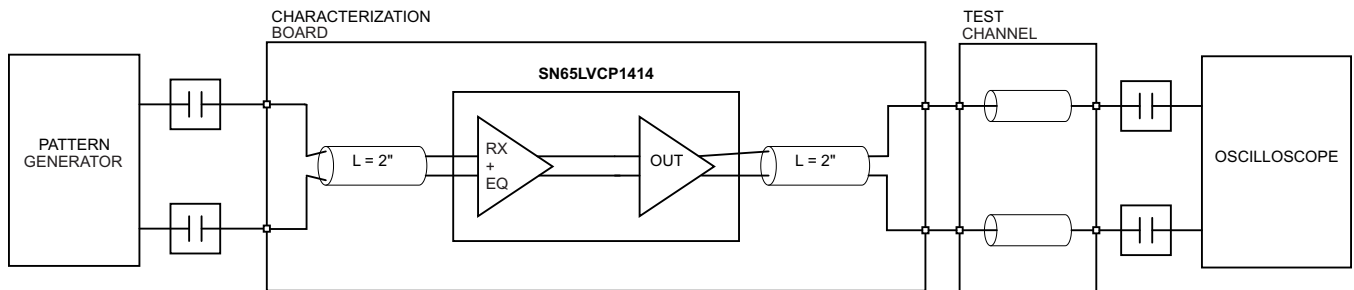 CHARACTERIZATION
BOARD
TEST
CHANNEL
SN65LVCP1414
PATTERN
GENERATOR
L = 2"
RX
+
EQ
OUT
L = 2"
OSCILLOSCOPE